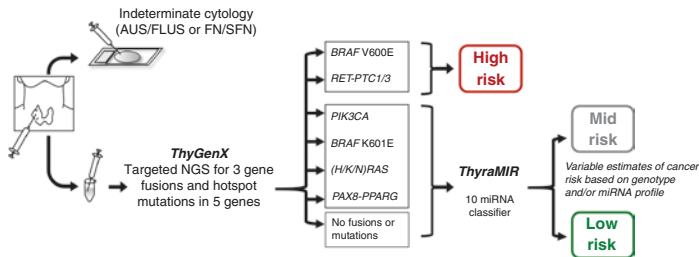 Indeterminate cytology
(AUS/FLUS or FN/SFN)
ThyGenX
Targeted NGS for 3 gene
fusions and hotspot
mutations in 5 genes
BRAF V600E
RET-PTC1/3
High
risk
PIK3CA
BRAF K601E
(H/K/N)RAS
PAX8-PPARG
No fusions or
mutations
ThyraMIR
10 miRNA
classifier
Mid
risk
Variable estimates of cancer
risk based on genotype
and/or miRNA profile
Low
risk